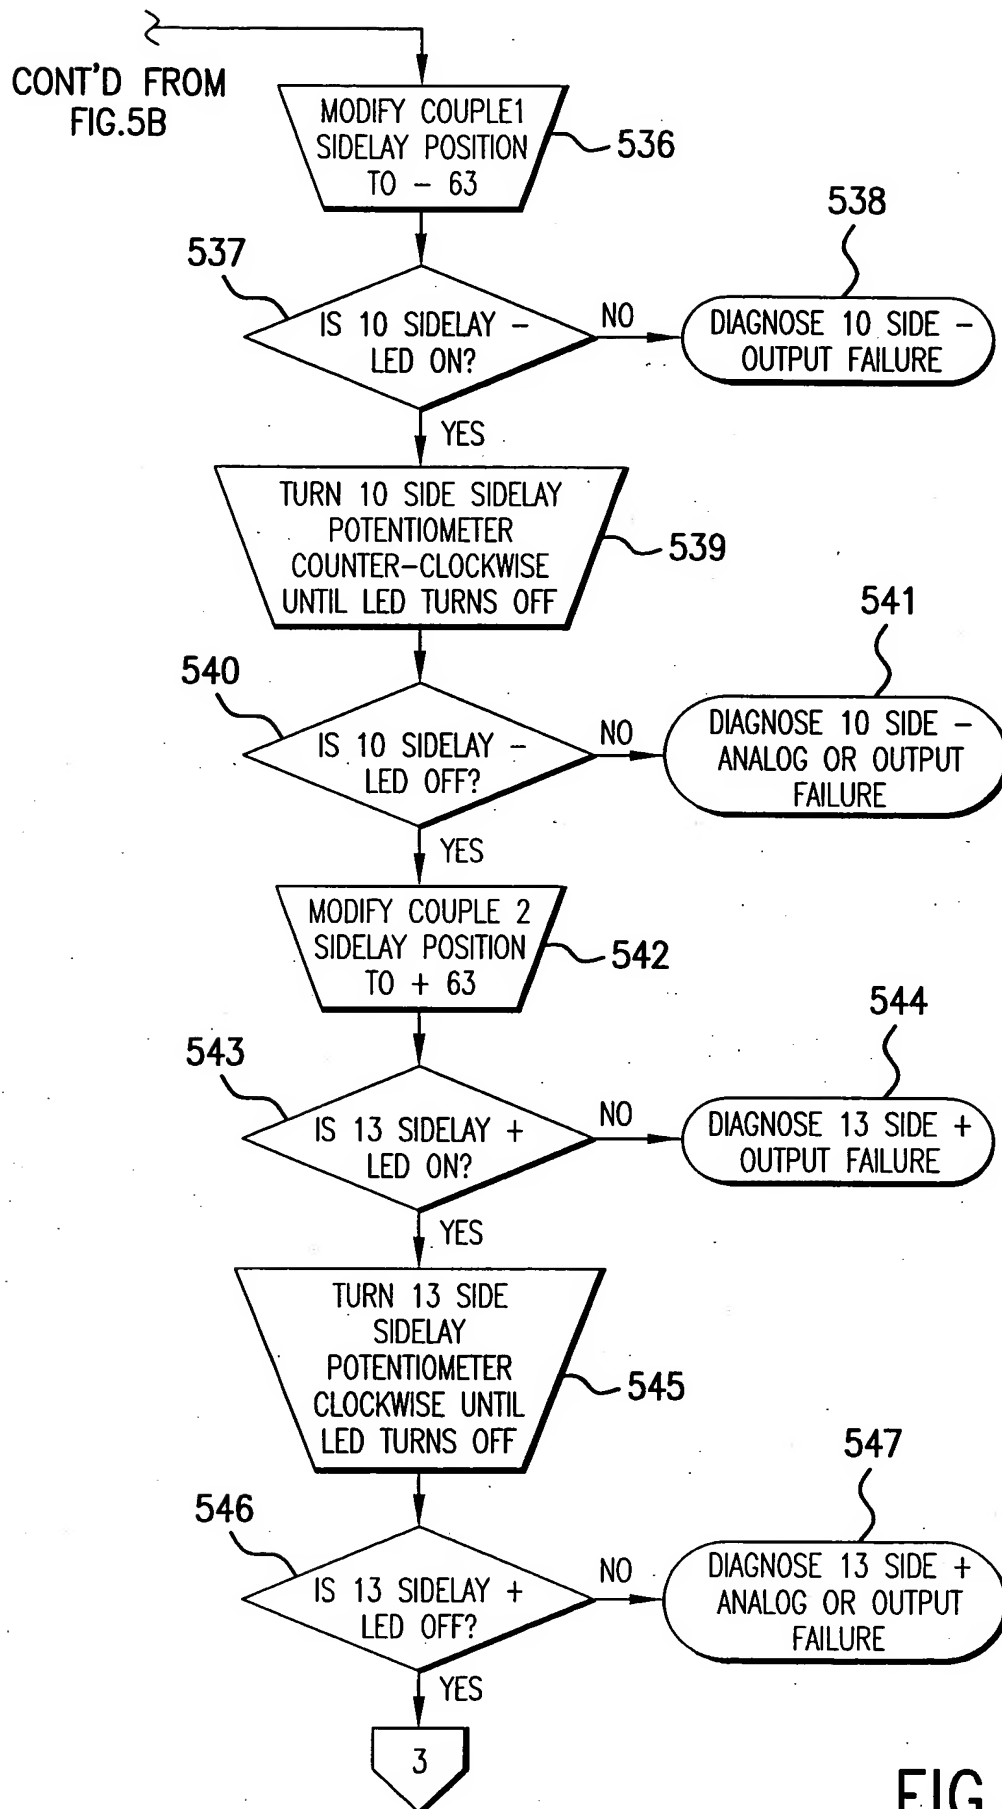 CONT'D FROM
FIG.5B
MODIFY COUPLE1
SIDELAY POSITION
TO - 63
536
537
IS 10 SIDELAY -
LED ON?
NO
538
DIAGNOSE 10 SIDE -
OUTPUT FAILURE
YES
TURN 10 SIDE SIDELAY
POTENTIOMETER
COUNTER-CLOCKWISE
UNTIL LED TURNS OFF
539
540
IS 10 SIDELAY -
LED OFF?
NO
541
DIAGNOSE 10 SIDE -
ANALOG OR OUTPUT
FAILURE
YES
MODIFY COUPLE 2
SIDELAY POSITION
TO + 63
542
543
IS 13 SIDELAY +
LED ON?
NO
544
DIAGNOSE 13 SIDE +
OUTPUT FAILURE
YES
TURN 13 SIDE
SIDELAY
POTENTIOMETER
CLOCKWISE UNTIL
LED TURNS OFF
545
546
IS 13 SIDELAY +
LED OFF?
NO
547
DIAGNOSE 13 SIDE +
ANALOG OR OUTPUT
FAILURE
YES
3
FIG